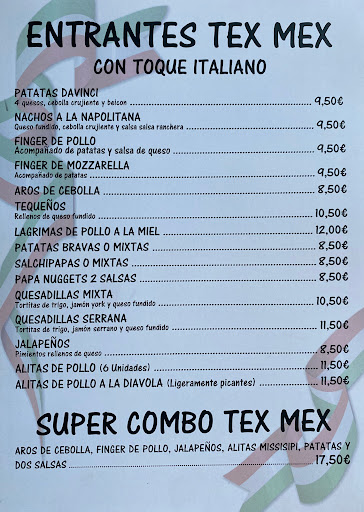 ENTRANTES TEX MEX
CON TOQUE ITALIANO
PATATAS DAVINCI
4 quesos, cebolla crujiente y beicon 9,50€
NACHOS A LA NAPOLITANA
Queso fundido, cebolla crujiente y salsa salsa ranchera 9,50€
FINGER DE POLLO
Acompañado de patatas y salsa de queso 9,50€
FINGER DE MOZZARELLA
Acompañado de patatas 9,50€
AROS DE CEBOLLA 8,50€
TEQUEÑOS
Rellenos de queso fundido 10,50€
LAGRIMAS DE POLLO A LA MIEL 12,00€
PATATAS BRAVAS O MIXTAS 8,50€
SALCHIPAPAS O MIXTAS 8,50€
PAPA NUGGETS 2 SALSAS 8,50€
QUESADILLAS MIXTA
Tortitas de trigo, jamón york y queso fundido 10,50€
QUESADILLAS SERRANA
Tortitas de trigo, jamón serrano y queso fundido 11,50€
JALAPEÑOS
Pimientos rellenos de queso 8,50€
ALITAS DE POLLO (6 Unidades) 11,50€
ALITAS DE POLLO A LA DIAVOLA (Ligeramente picantes) 11,50€
SUPER COMBO TEX MEX
AROS DE CEBOLLA, FINGER DE POLLO, JALAPEÑOS, ALITAS MISSISIPI, PATATAS Y
DOS SALSAS 17,50€